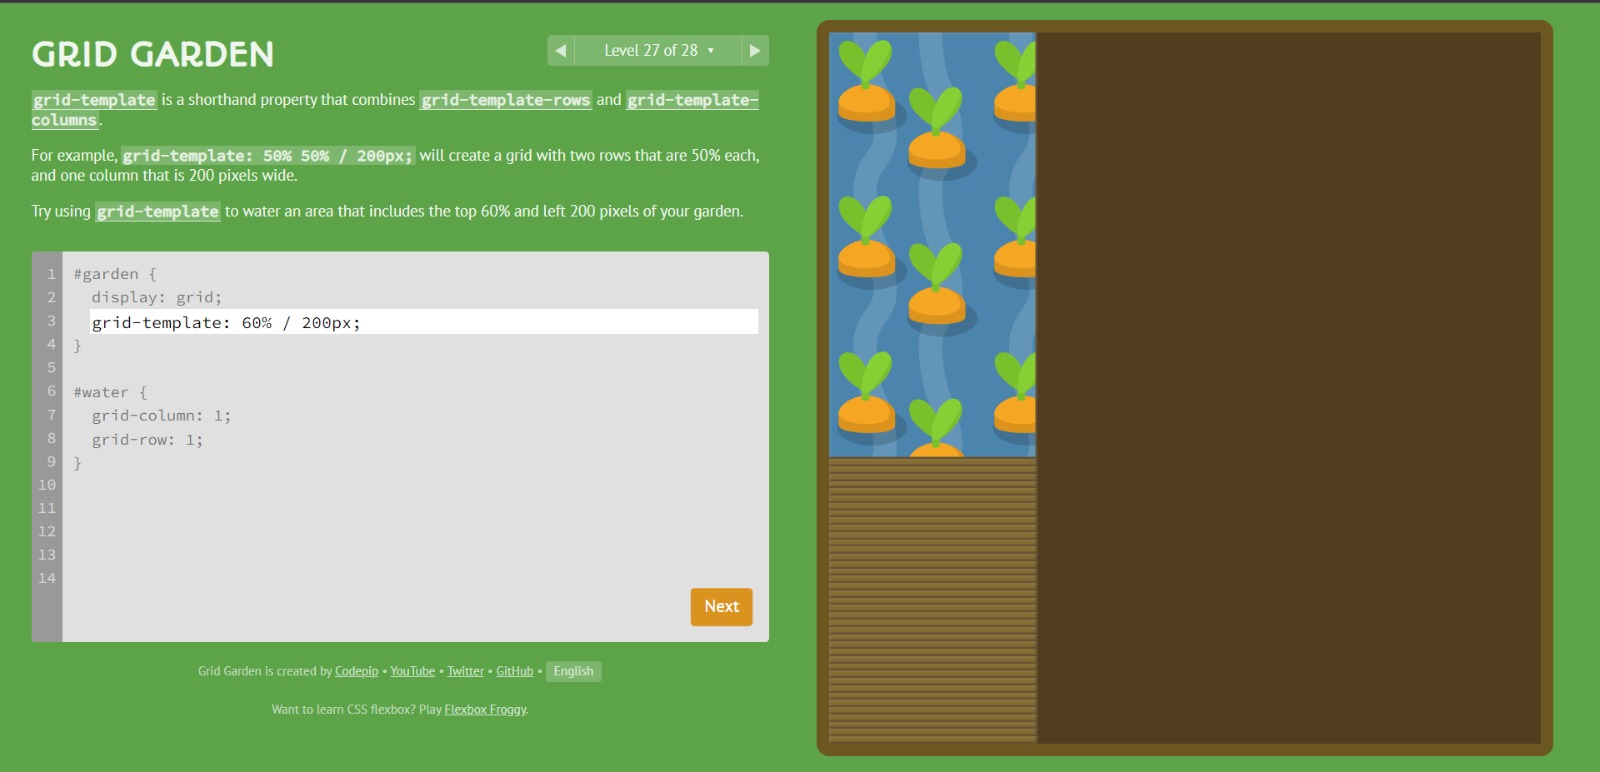 GRID GARDEN
◀ Level 27 of 28 ▾ ▶
grid-template is a shorthand property that combines grid-template-rows and grid-template-
columns.
For example, grid-template: 50% 50% / 200px; will create a grid with two rows that are 50% each,
and one column that is 200 pixels wide.
Try using grid-template to water an area that includes the top 60% and left 200 pixels of your garden.
1 #garden {
2 display: grid;
3 grid-template: 60% / 200px;
4 }
5
6 #water {
7 grid-column: 1;
8 grid-row: 1;
9 }
10
11
12
13
14
Next
Grid Garden is created by Codepip • YouTube • Twitter • GitHub • English
Want to learn CSS flexbox? Play Flexbox Froggy.